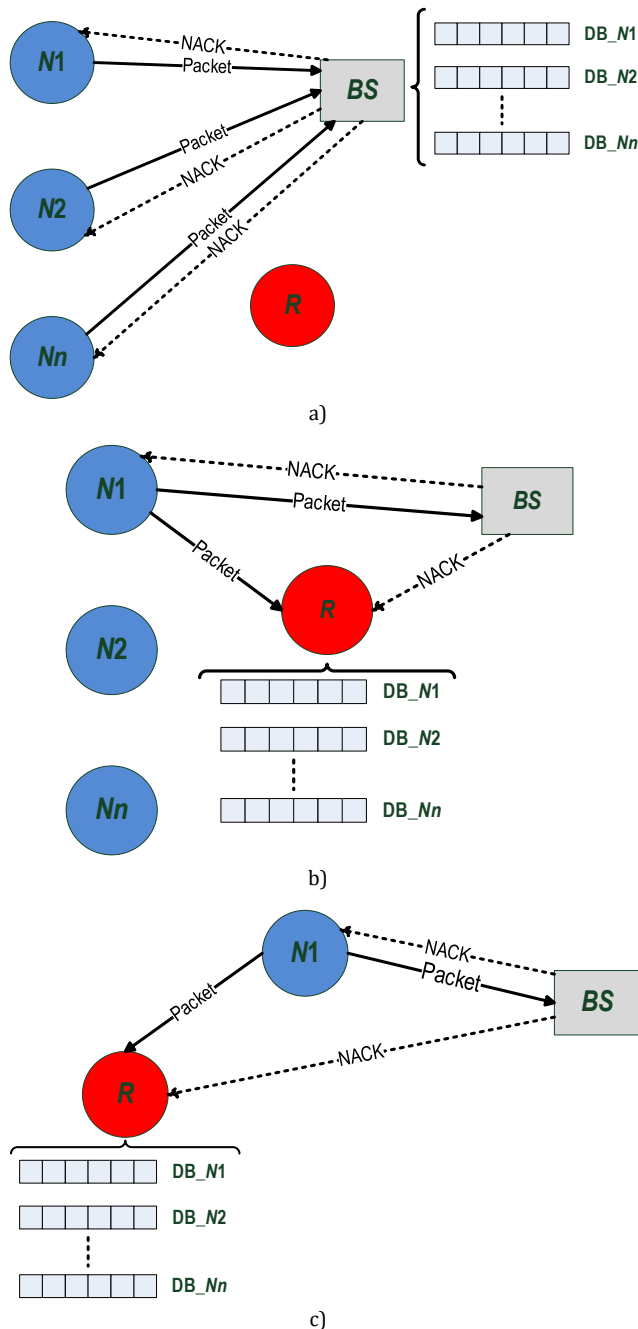 NACK
DB_N1
N1
Packet
BS
DB_N2
Packet
NACK
DB_Nn
N2
Packet
NACK
R
Nn
a)
NACK
N1
Packet
BS
Packet
NACK
R
N2
DB_N1
DB_N2
Nn
DB_Nn
b)
NACK
N1
Packet
Packet
BS
NACK
R
DB_N1
DB_N2
DB_Nn
c)